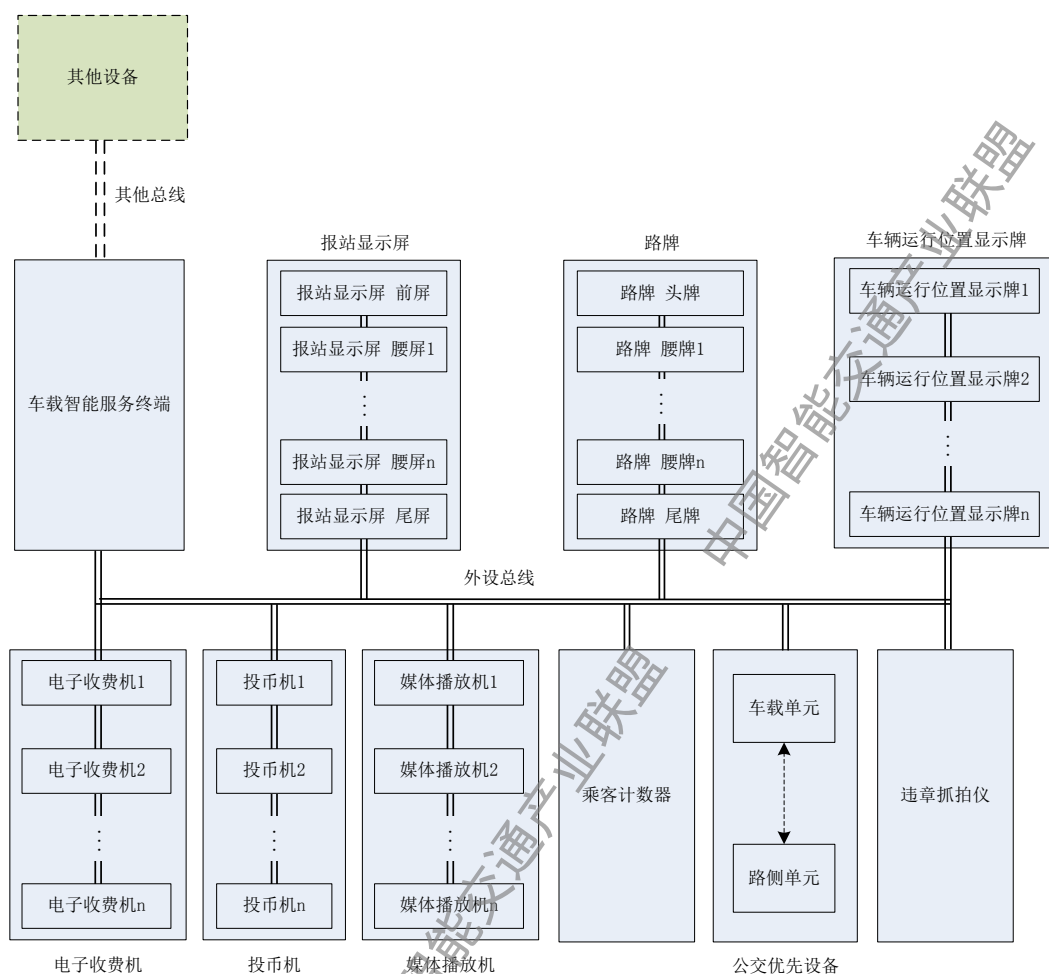 其他设备
其他总线
报站显示屏
路牌
车辆运行位置显示牌
车载智能服务终端
报站显示屏 前屏
报站显示屏 腰屏1
...
报站显示屏 腰屏n
报站显示屏 尾屏
路牌 头牌
路牌 腰牌1
...
路牌 腰牌n
路牌 尾牌
车辆运行位置显示牌1
车辆运行位置显示牌2
...
车辆运行位置显示牌n
外设总线
电子收费机1
电子收费机2
...
电子收费机n
电子收费机
投币机1
投币机2
...
投币机n
投币机
媒体播放机1
媒体播放机2
...
媒体播放机n
媒体播放机
乘客计数器
车载单元
路侧单元
公交优先设备
违章抓拍仪
中国智能交通产业联盟
智能交通产业联盟